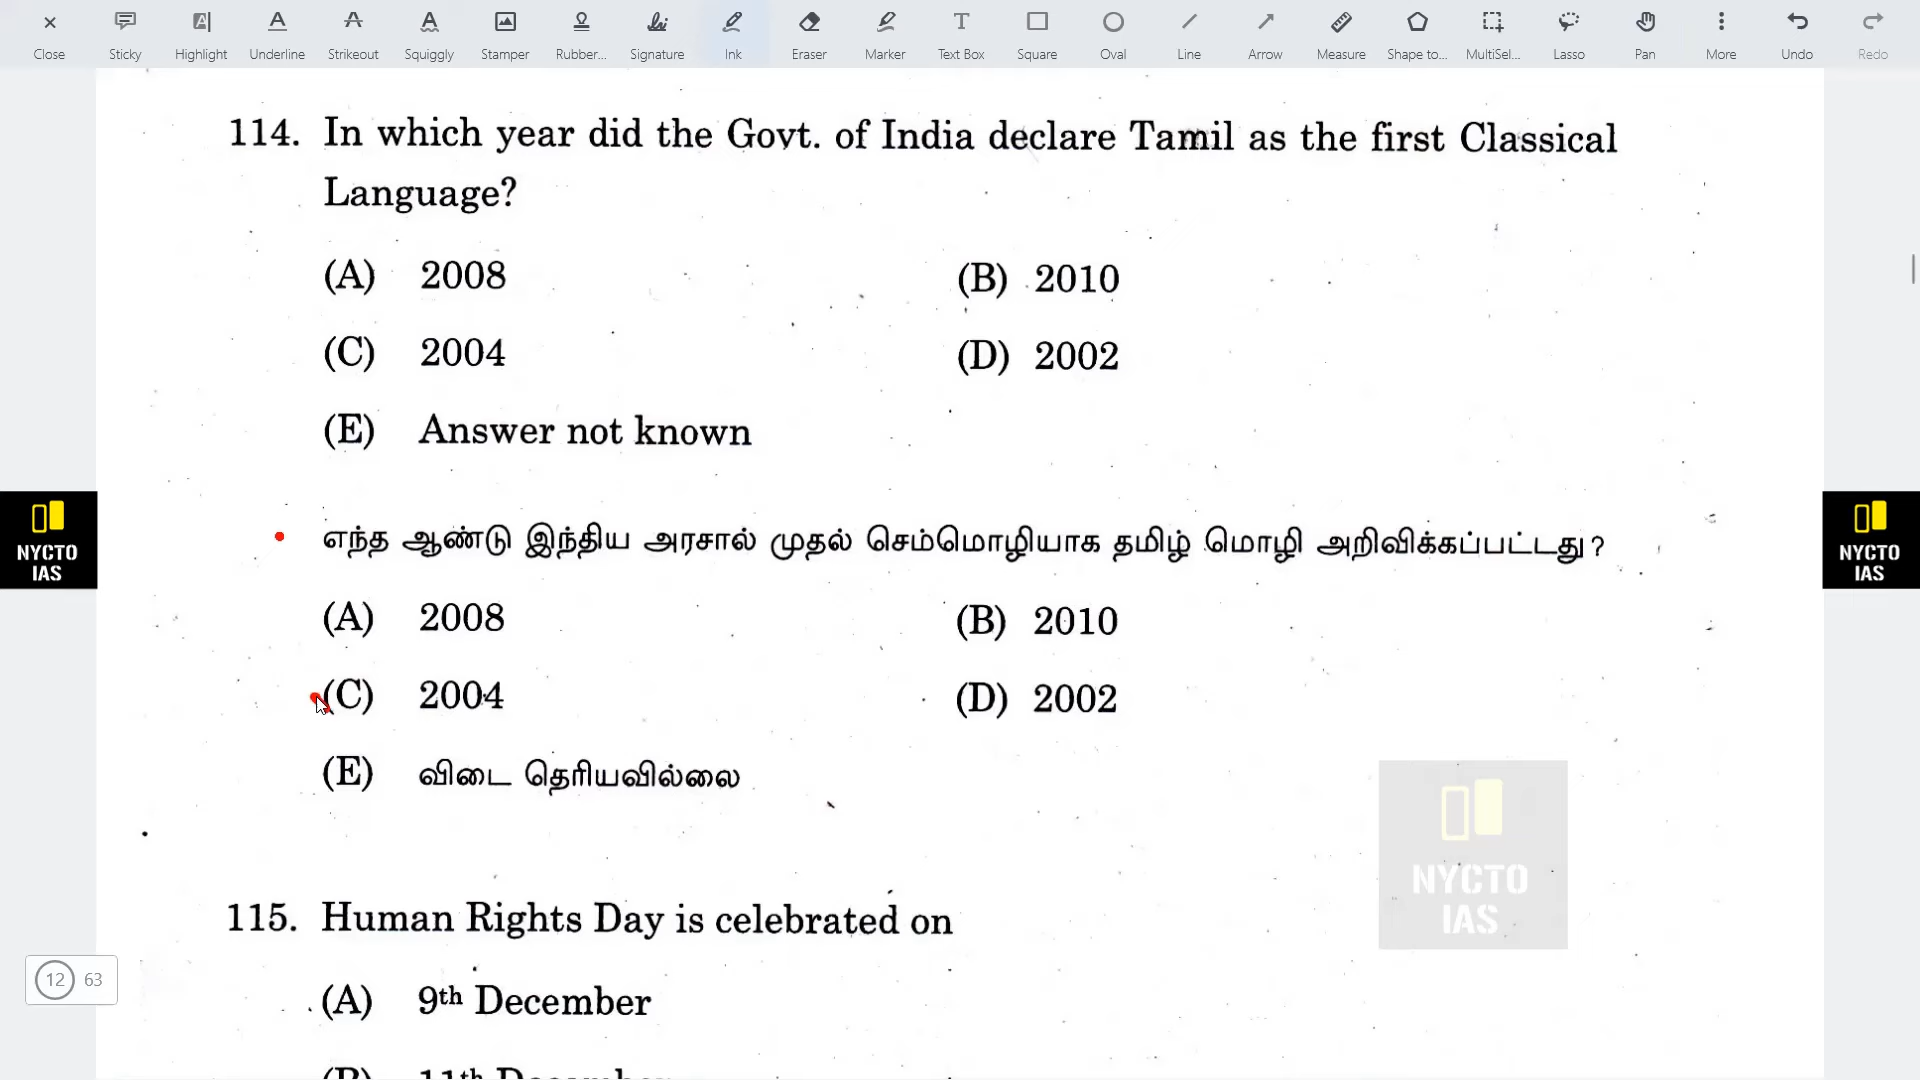 Close Sticky Highlight Underline Strikeout Squiggly Stamper Rubber... Signature Ink Eraser Marker Text Box Square Oval Line Arrow Measure Shape to... MultiSel... Lasso Pan More Undo Redo
114. In which year did the Govt. of India declare Tamil as the first Classical
Language?
(A) 2008 (B) 2010
(C) 2004 (D) 2002
(E) Answer not known
எந்த ஆண்டு இந்திய அரசால் முதல் செம்மொழியாக தமிழ் மொழி அறிவிக்கப்பட்டது?
(A) 2008 (B) 2010
(C) 2004 (D) 2002
(E) விடை தெரியவில்லை
115. Human Rights Day is celebrated on
(A) 9th December
(B) 11th December
NYCTO
IAS
NYCTO
IAS
NYCTO
IAS
12 63